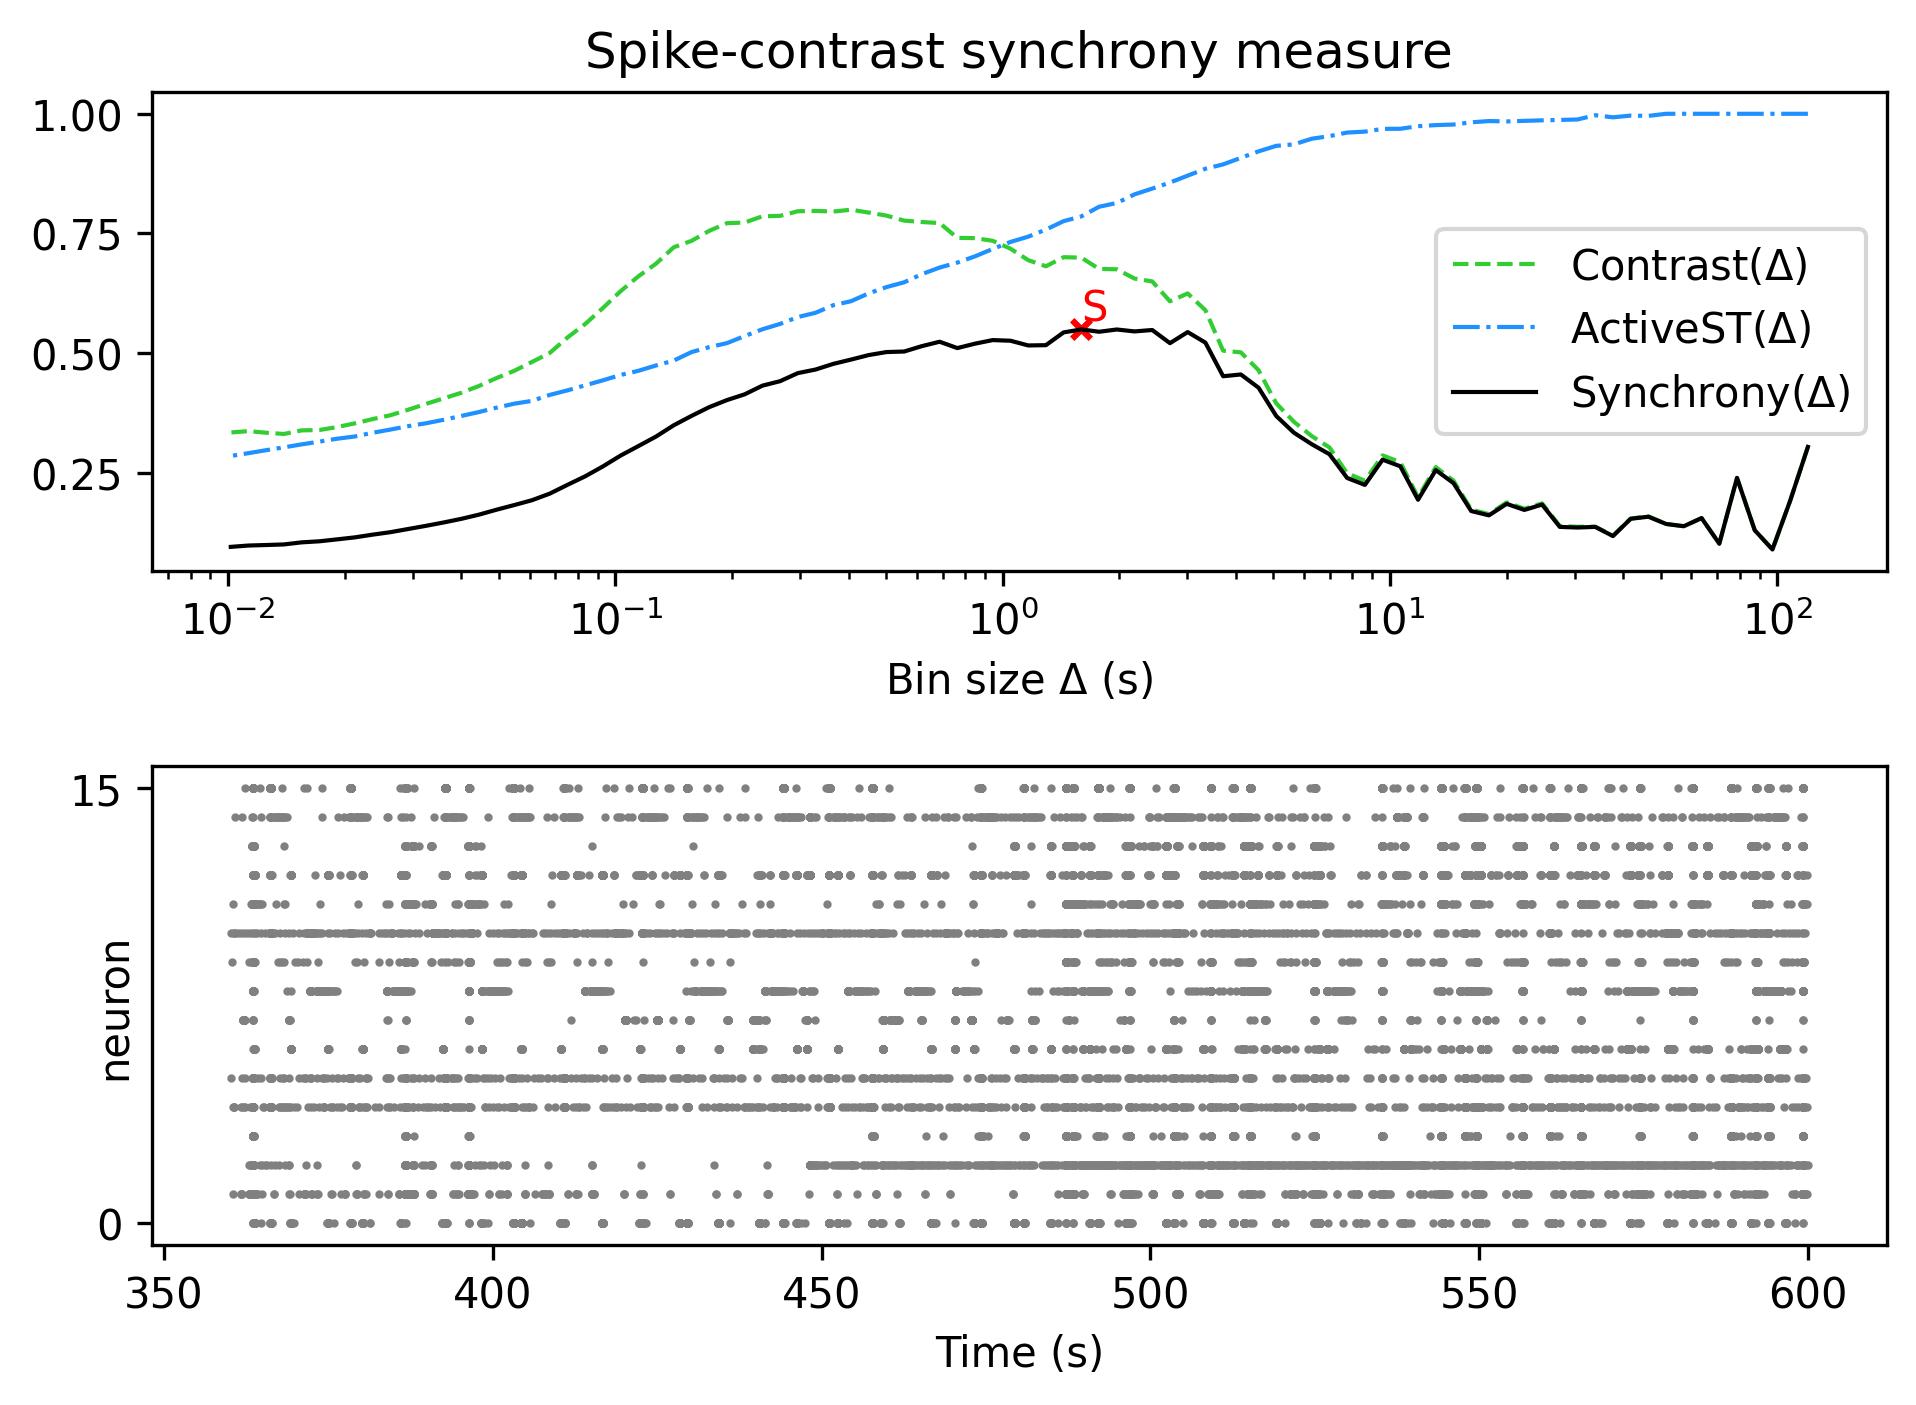 Spike-contrast synchrony measure
1.00
0.75
0.50
0.25
S
Contrast(Δ)
ActiveST(Δ)
Synchrony(Δ)
10⁻² 10⁻¹ 10⁰ 10¹ 10²
Bin size Δ (s)
15
neuron
0
350 400 450 500 550 600
Time (s)